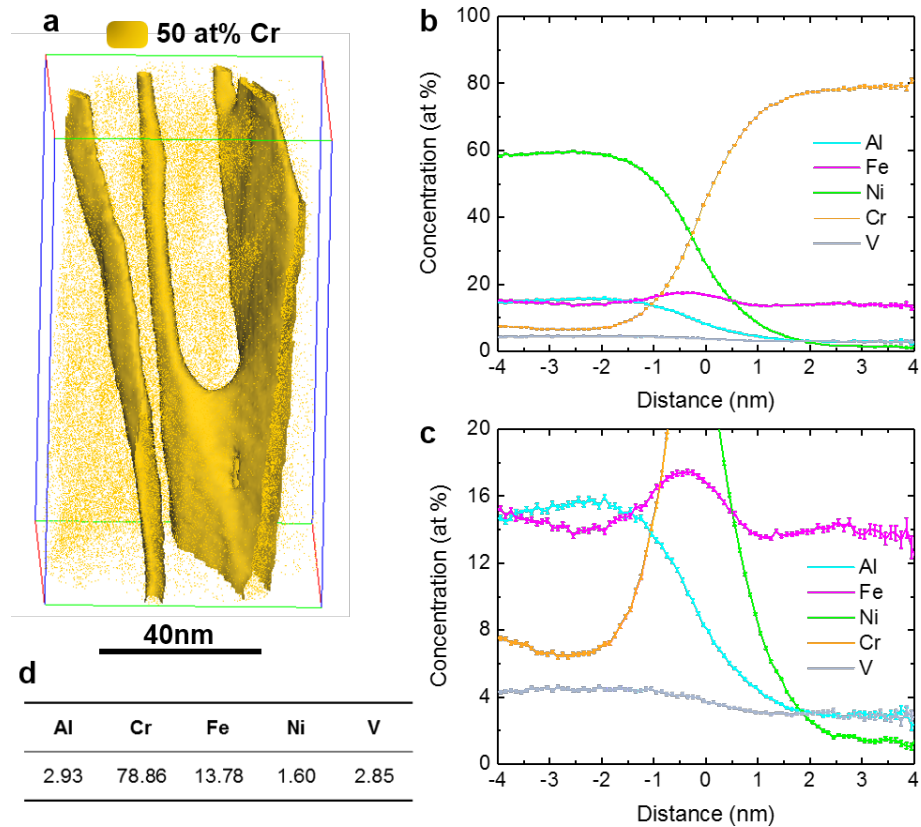 a
50 at% Cr
40nm
b
Concentration (at %)
100
80
60
40
20
0
Al
Fe
Ni
Cr
V
-4 -3 -2 -1 0 1 2 3 4
Distance (nm)
c
Concentration (at %)
20
16
12
8
4
0
Al
Fe
Ni
Cr
V
-4 -3 -2 -1 0 1 2 3 4
Distance (nm)
d
Al Cr Fe Ni V
2.93 78.86 13.78 1.60 2.85